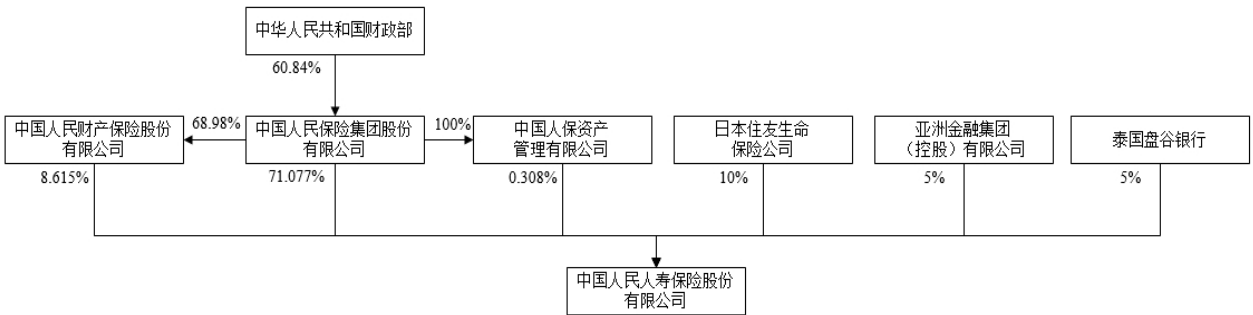 中华人民共和国财政部
60.84%
中国人民财产保险股份
有限公司
68.98%
中国人民保险集团股份
有限公司
100%
中国人保资产
管理有限公司
日本住友生命
保险公司
亚洲金融集团
（控股）有限公司
泰国盘谷银行
8.615%
71.077%
0.308%
10%
5%
5%
中国人民人寿保险股份
有限公司